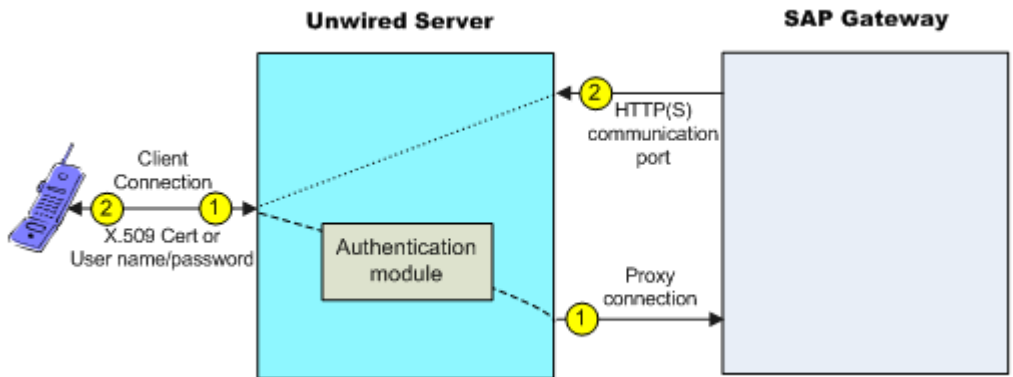 Unwired Server
SAP Gateway
2
HTTP(S)
communication
port
Client
Connection
2
1
X.509 Cert or
User name/password
Authentication
module
Proxy
connection
1